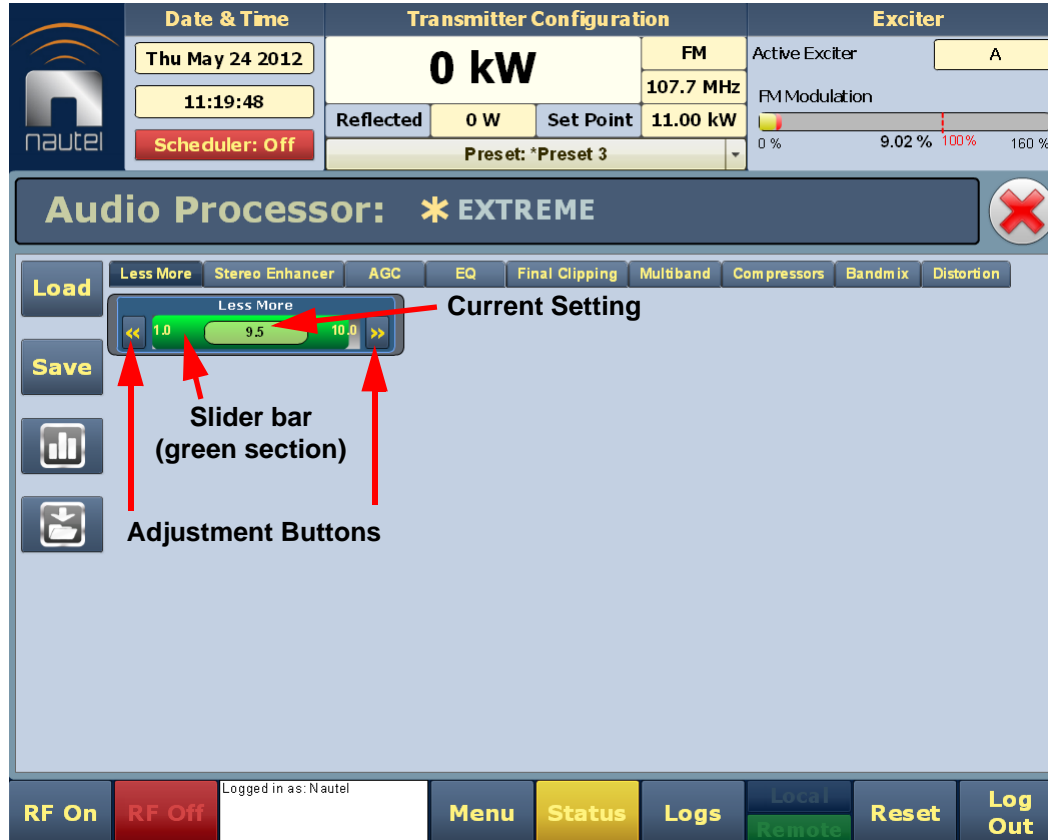 Date & Time
Transmitter Configuration
Exciter
nautel
Thu May 24 2012
11:19:48
Scheduler: Off
0 kW
FM
107.7 MHz
Reflected
0 W
Set Point
11.00 kW
Preset: *Preset 3
Active Exciter
A
FM Modulation
0 %
9.02 %
100%
160 %
Audio Processor: * EXTREME
Load
Save
Less More
Stereo Enhancer
AGC
EQ
Final Clipping
Multiband
Compressors
Bandmix
Distortion
Less More
<< 1.0 9.5 10.0 >>
Current Setting
Slider bar
(green section)
Adjustment Buttons
RF On
RF Off
Logged in as: Nautel
Menu
Status
Logs
Local
Remote
Reset
Log
Out